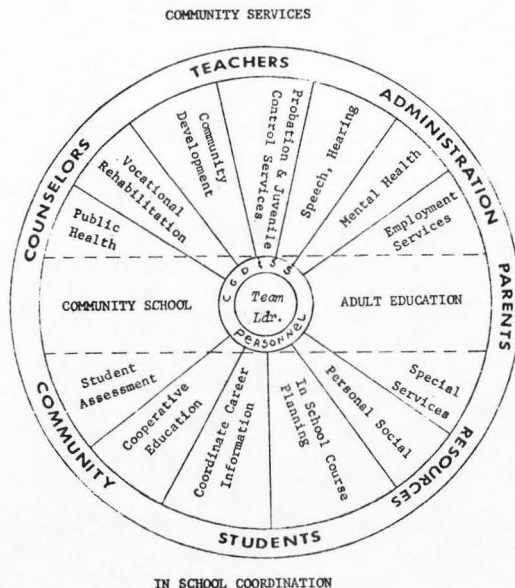 COMMUNITY SERVICES
TEACHERS
ADMINISTRATION
PARENTS
RESOURCES
STUDENTS
COMMUNITY
COUNSELORS
Public
Health
Vocational
Rehabilitation
Community
Development
Probation & Juvenile
Control Services
Speech, Hearing
Mental Health
Employment
Services
COMMUNITY SCHOOL
CGDISS
Team
Ldr.
PERSONNEL
ADULT EDUCATION
Student
Assessment
Cooperative
Education
Coordinate Career
Information
In School Course
Planning
Personal Social
Special
Services
IN SCHOOL COORDINATION